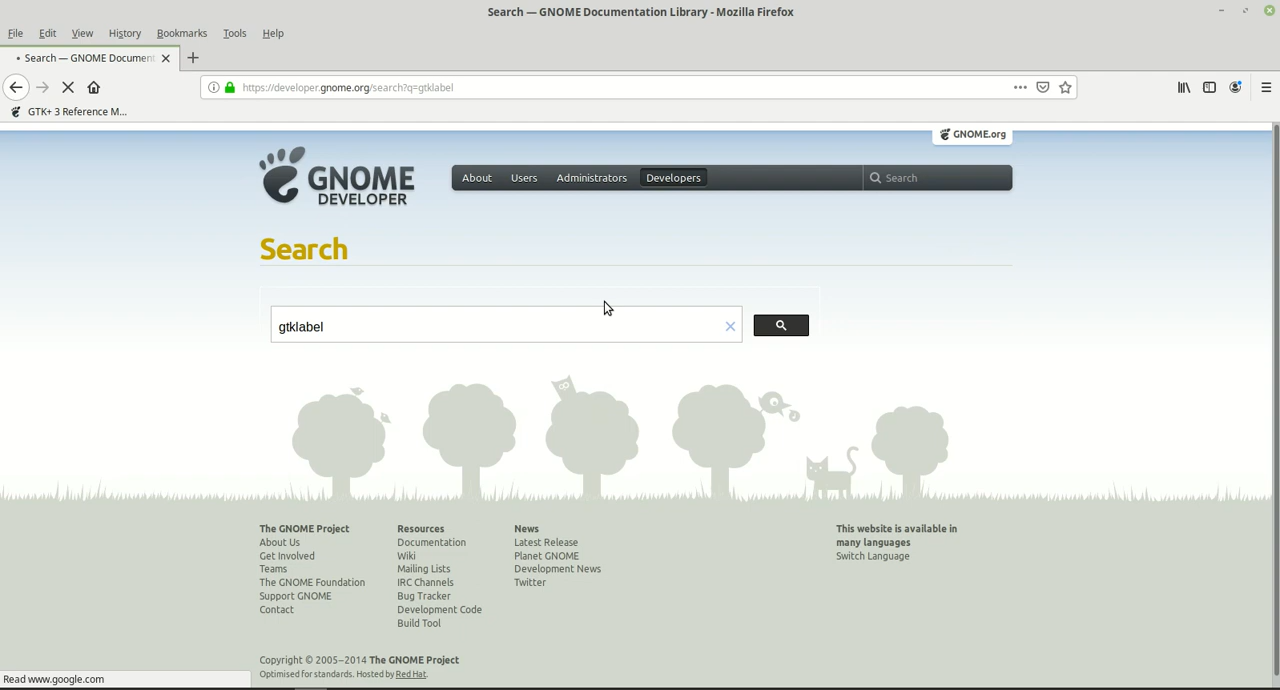 Search — GNOME Documentation Library - Mozilla Firefox
File Edit View History Bookmarks Tools Help
Search — GNOME Document
https://developer.gnome.org/search?q=gtklabel
GTK+ 3 Reference M...
GNOME.org
GNOME DEVELOPER
About Users Administrators Developers Search
Search
gtklabel
The GNOME Project
About Us
Get Involved
Teams
The GNOME Foundation
Support GNOME
Contact
Resources
Documentation
Wiki
Mailing Lists
IRC Channels
Bug Tracker
Development Code
Build Tool
News
Latest Release
Planet GNOME
Development News
Twitter
This website is available in
many languages
Switch Language
Copyright © 2005–2014 The GNOME Project
Optimised for standards. Hosted by Red Hat.
Read www.google.com